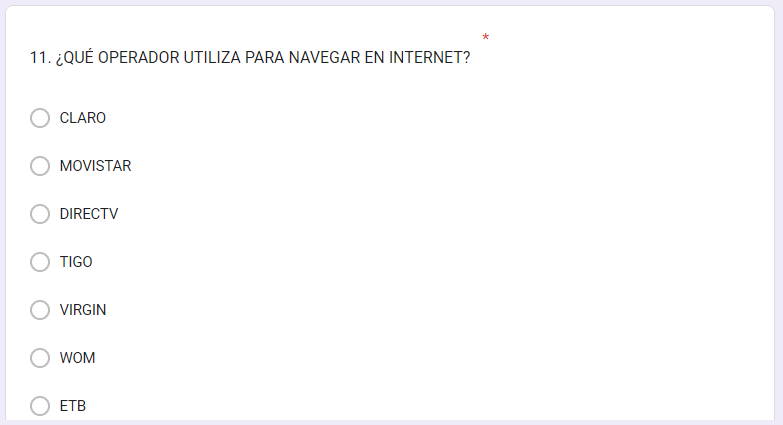 11. ¿QUÉ OPERADOR UTILIZA PARA NAVEGAR EN INTERNET? *
CLARO
MOVISTAR
DIRECTV
TIGO
VIRGIN
WOM
ETB